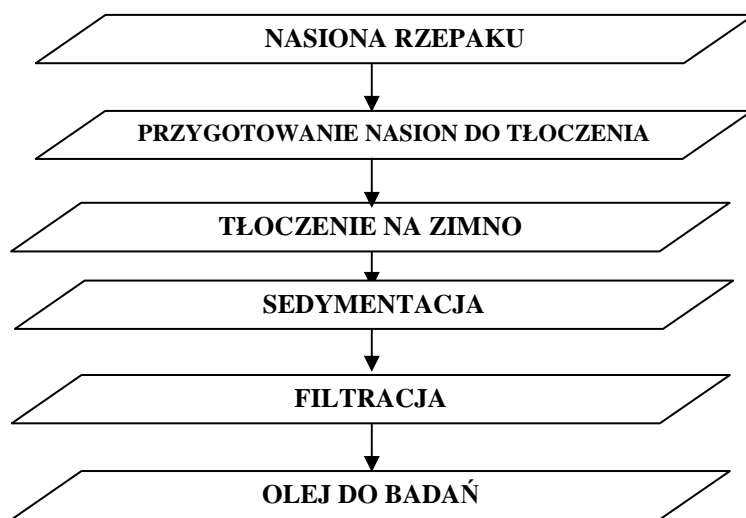 NASIONA RZEPAKU
PRZYGOTOWANIE NASION DO TŁOCZENIA
TŁOCZENIE NA ZIMNO
SEDYMENTACJA
FILTRACJA
OLEJ DO BADAŃ